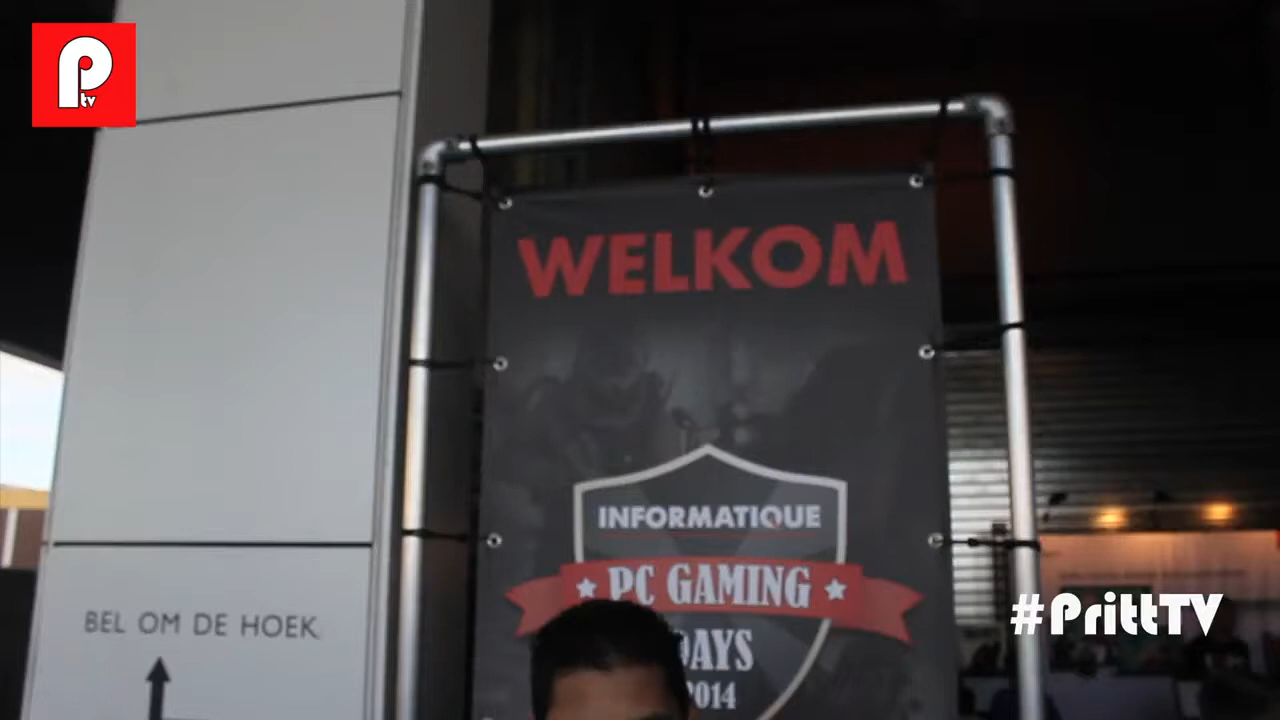 P
tv
WELKOM
INFORMATIQUE
PC GAMING
DAYS
2014
BEL OM DE HOEK
#PrittTV